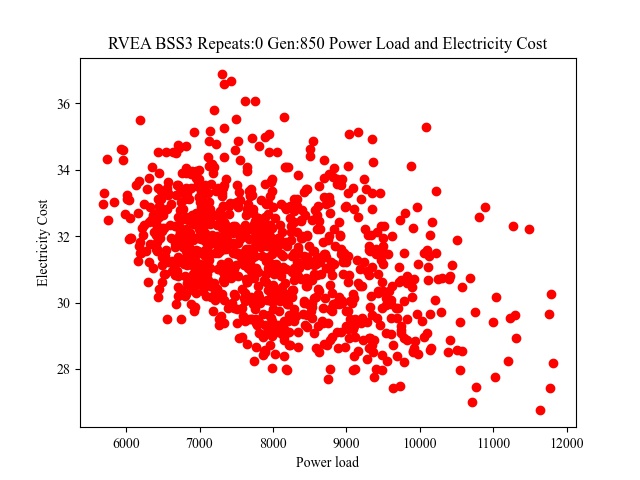 RVEA BSS3 Repeats:0 Gen:850 Power Load and Electricity Cost
36
34
32
30
28
Electricity Cost
6000 7000 8000 9000 10000 11000 12000
Power load